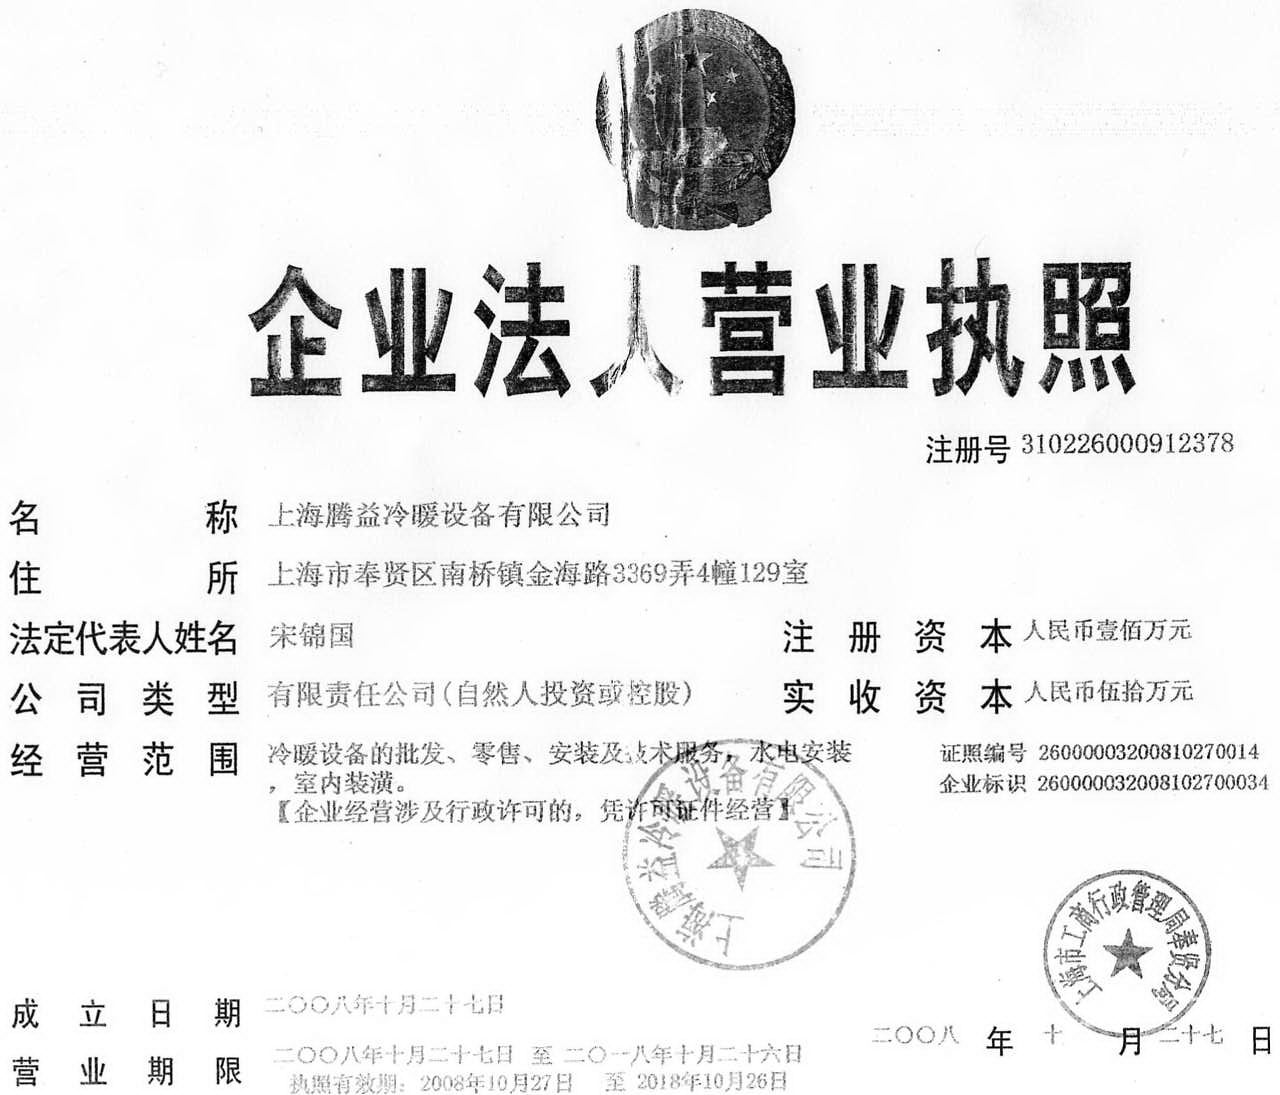 企业法人营业执照
注册号 310226000912378
名称 上海腾益冷暖设备有限公司
住所 上海市奉贤区南桥镇金海路3369弄4幢129室
法定代表人姓名 宋锦国 注册资本 人民币壹佰万元
公司类型 有限责任公司(自然人投资或控股) 实收资本 人民币伍拾万元
经营范围 冷暖设备的批发、零售、安装及技术服务，水电安装
，室内装潢。
【企业经营涉及行政许可的，凭许可证件经营】
证照编号 26000003200810270014
企业标识 260000032008102700034
上海腾益冷暖设备有限公司
上海市工商行政管理局奉贤分局
成立日期 二〇〇八年十月二十七日
二〇〇八 年 十 月 二十七 日
营业期限 二〇〇八年十月二十七日 至 二〇一八年十月二十六日
执照有效期: 2008年10月27日 至 2018年10月26日